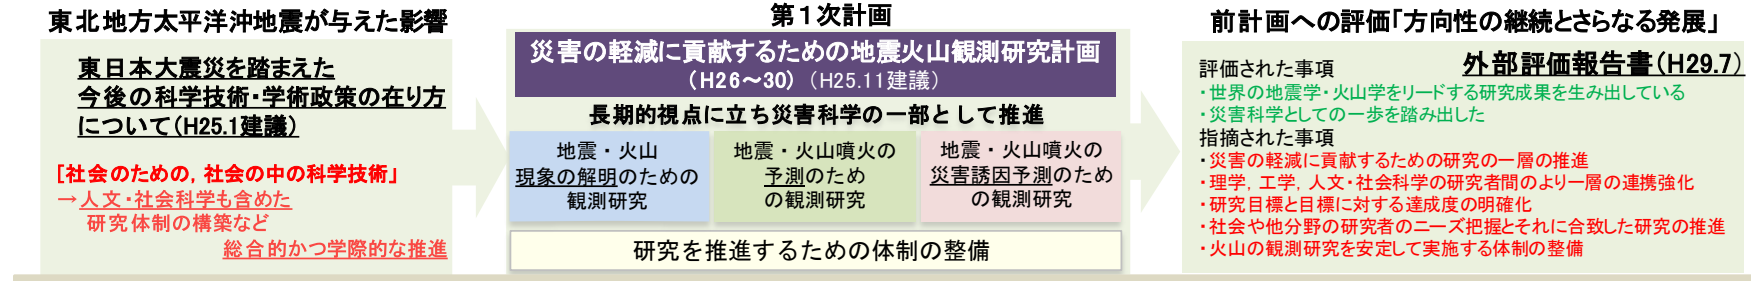 東北地方太平洋沖地震が与えた影響
東日本大震災を踏まえた
今後の科学技術・学術政策の在り方
について(H25.1建議)
[社会のための, 社会の中の科学技術」
→人文・社会科学も含めた
研究体制の構築など
総合的かつ学際的な推進
第1次計画
災害の軽減に貢献するための地震火山観測研究計画
(H26～30) (H25.11建議)
長期的視点に立ち災害科学の一部として推進
地震・火山
現象の解明のための
観測研究
地震・火山噴火の
予測のため
の観測研究
地震・火山噴火の
災害誘因予測のため
の観測研究
研究を推進するための体制の整備
前計画への評価「方向性の継続とさらなる発展」
外部評価報告書(H29.7)
評価された事項
・世界の地震学・火山学をリードする研究成果を生み出している
・災害科学としての一歩を踏み出した
指摘された事項
・災害の軽減に貢献するための研究の一層の推進
・理学, 工学, 人文・社会科学の研究者間のより一層の連携強化
・研究目標と目標に対する達成度の明確化
・社会や他分野の研究者のニーズ把握とそれに合致した研究の推進
・火山の観測研究を安定して実施する体制の整備